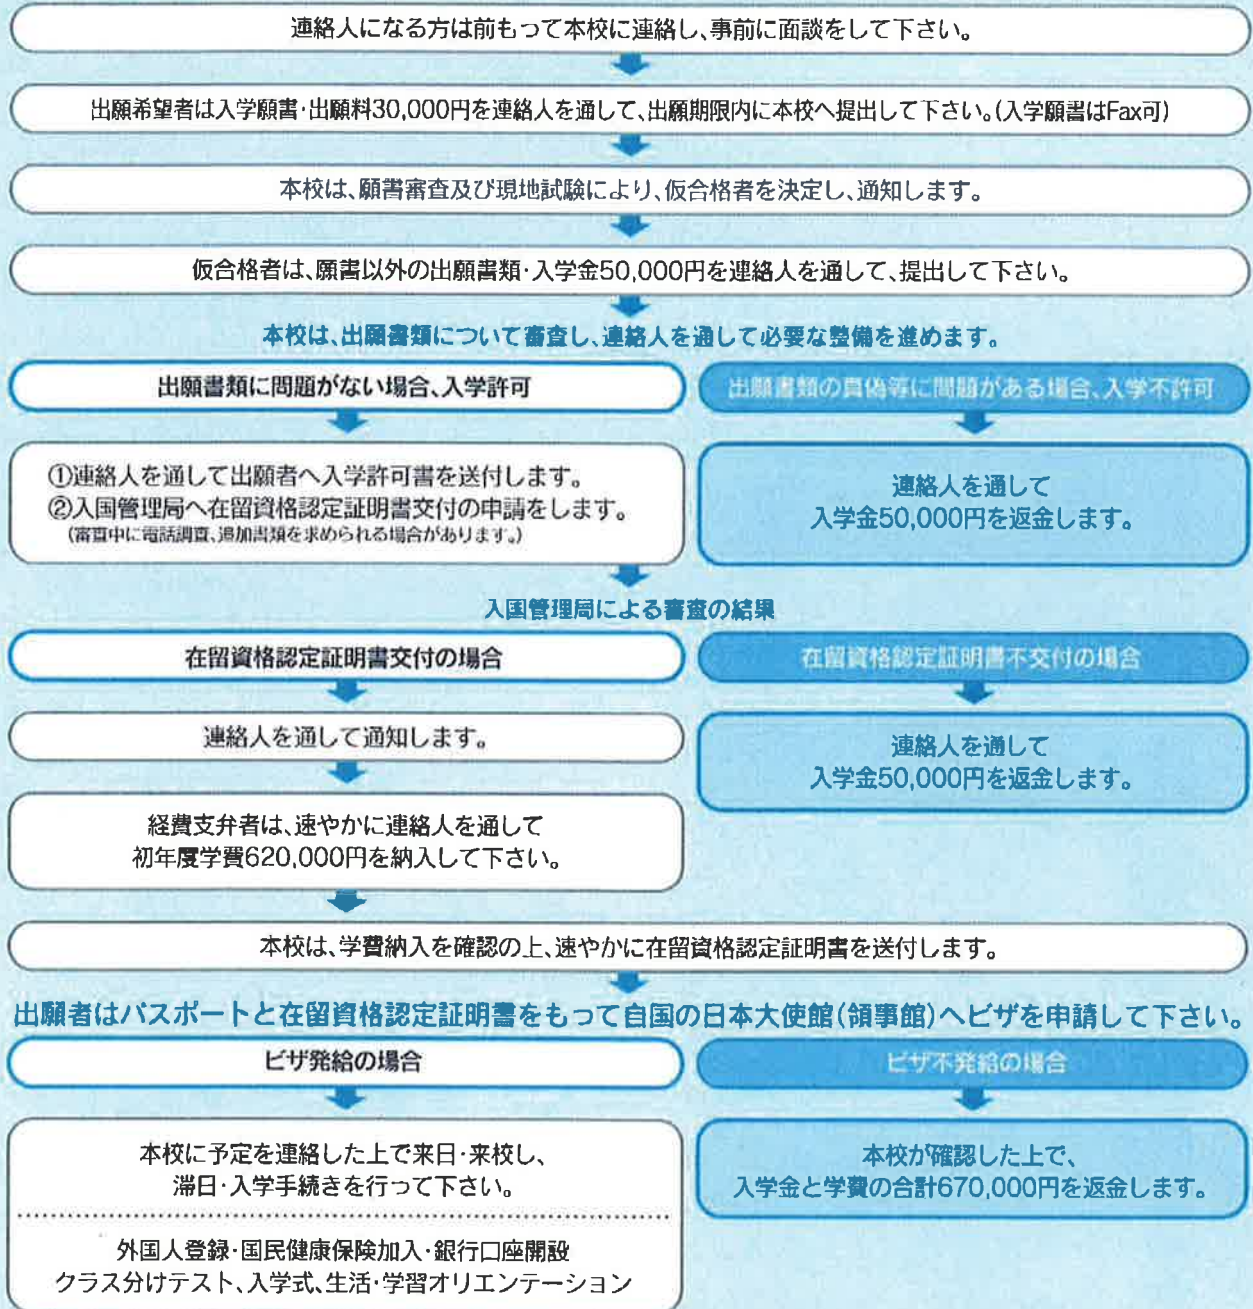 連絡人になる方は前もって本校に連絡し、事前に面談をして下さい。
出願希望者は入学願書・出願料30,000円を連絡人を通して、出願期限内に本校へ提出して下さい。(入学願書はFax可)
本校は、願書審査及び現地試験により、仮合格者を決定し、通知します。
仮合格者は、願書以外の出願書類・入学金50,000円を連絡人を通して、提出して下さい。
本校は、出願書類について審査し、連絡人を通して必要な整備を進めます。
出願書類に問題がない場合、入学許可
出願書類の真偽等に問題がある場合、入学不許可
①連絡人を通して出願者へ入学許可書を送付します。
②入国管理局へ在留資格認定証明書交付の申請をします。
(審査中に電話調査、追加書類を求められる場合があります。)
連絡人を通して
入学金50,000円を返金します。
入国管理局による審査の結果
在留資格認定証明書交付の場合
在留資格認定証明書不交付の場合
連絡人を通して通知します。
連絡人を通して
入学金50,000円を返金します。
経費支弁者は、速やかに連絡人を通して
初年度学費620,000円を納入して下さい。
本校は、学費納入を確認の上、速やかに在留資格認定証明書を送付します。
出願者はパスポートと在留資格認定証明書をもって自国の日本大使館(領事館)へビザを申請して下さい。
ビザ発給の場合
ビザ不発給の場合
本校に予定を連絡した上で来日・来校し、
滞日・入学手続きを行って下さい。
本校が確認した上で、
入学金と学費の合計670,000円を返金します。
外国人登録・国民健康保険加入・銀行口座開設
クラス分けテスト、入学式、生活・学習オリエンテーション